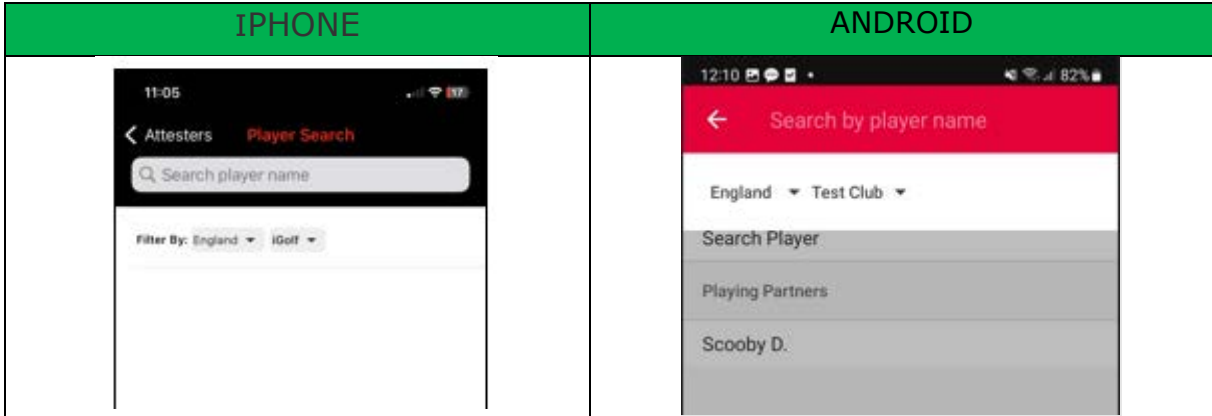 IPHONE
ANDROID
11:05
17
Attesters Player Search
Search player name
Filter By: England iGolf
12:10 82%
Search by player name
England Test Club
Search Player
Playing Partners
Scooby D.